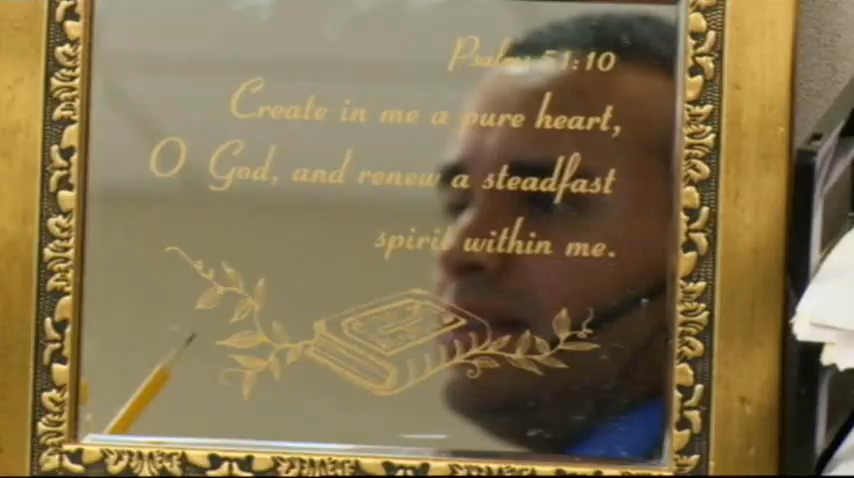 Psalm 51:10
Create in me a pure heart,
O God, and renew a steadfast
spirit within me.